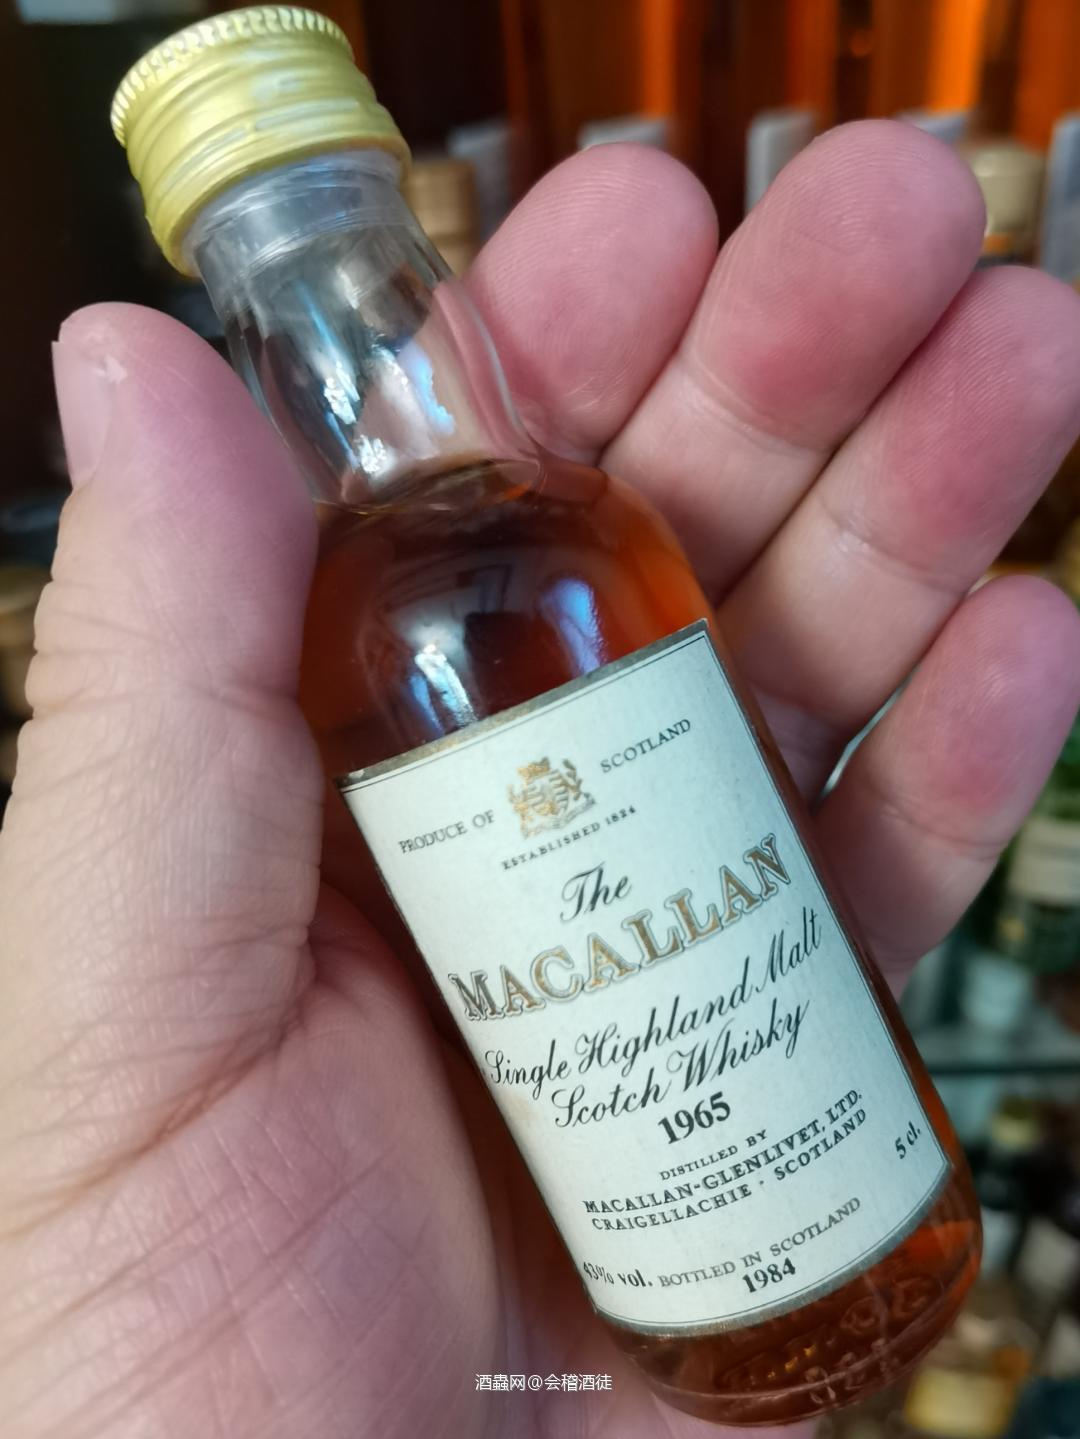 PRODUCE OF SCOTLAND
ESTABLISHED 1824
The
MACALLAN
Single Highland Malt
Scotch Whisky
1965
DISTILLED BY
MACALLAN-GLENLIVET, LTD.
CRAIGELLACHIE · SCOTLAND
5 cl.
43% vol. BOTTLED IN SCOTLAND
1984
酒蟲网@会稽酒徒